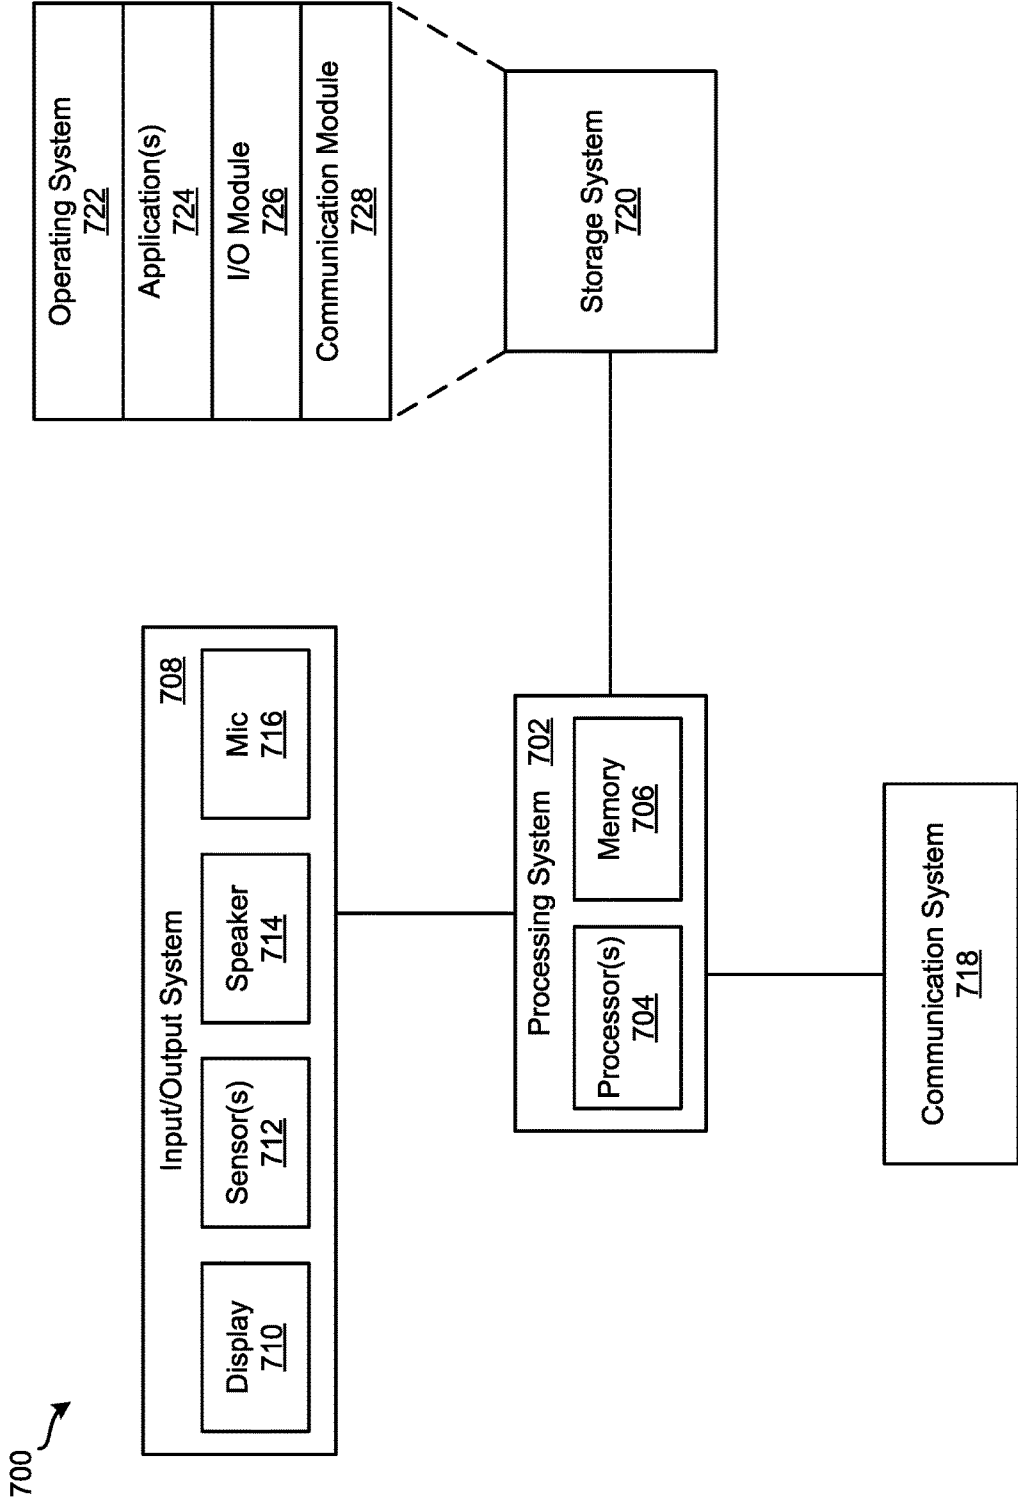 700
Input/Output System
708
Display
710
Sensor(s)
712
Speaker
714
Mic
716
Processing System
702
Processor(s)
704
Memory
706
Communication System
718
Operating System
722
Application(s)
724
I/O Module
726
Communication Module
728
Storage System
720